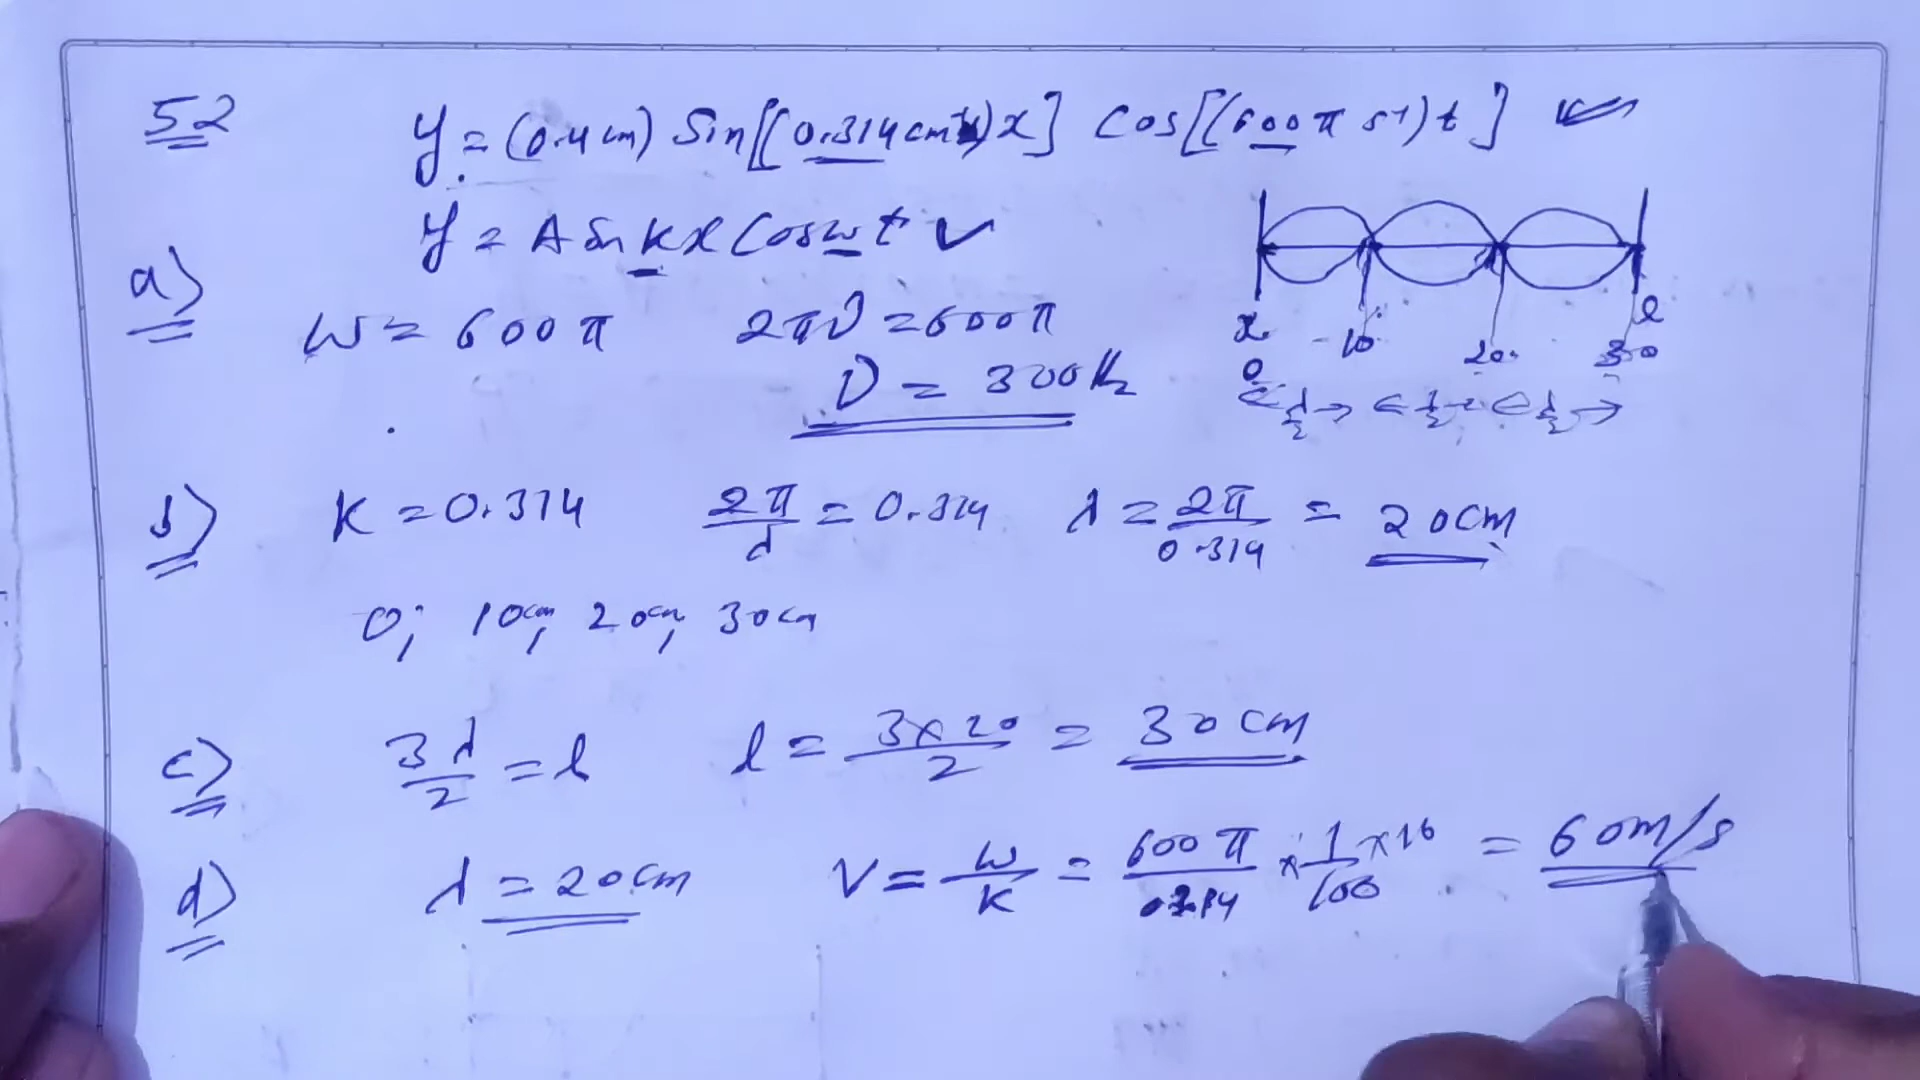 52 y = (0.4 cm) Sin[(0.314 cm⁻¹)x] Cos[(600π s⁻¹)t]
y = A Sin kx Cos ωt ✓
a)
ω = 600π 2πν = 600π
ν = 300 Hz
x l
0 10 20 30
← λ/2 → ← λ/2 → ← λ/2 →
b) K = 0.314 2π/λ = 0.314 λ = 2π/0.314 = 20cm
0; 10cm, 20cm, 30cm
c) 3λ/2 = l l = 3×20/2 = 30 cm
d) λ = 20cm V = ω/K = 600π/0.314 × 1/100 = 60m/s